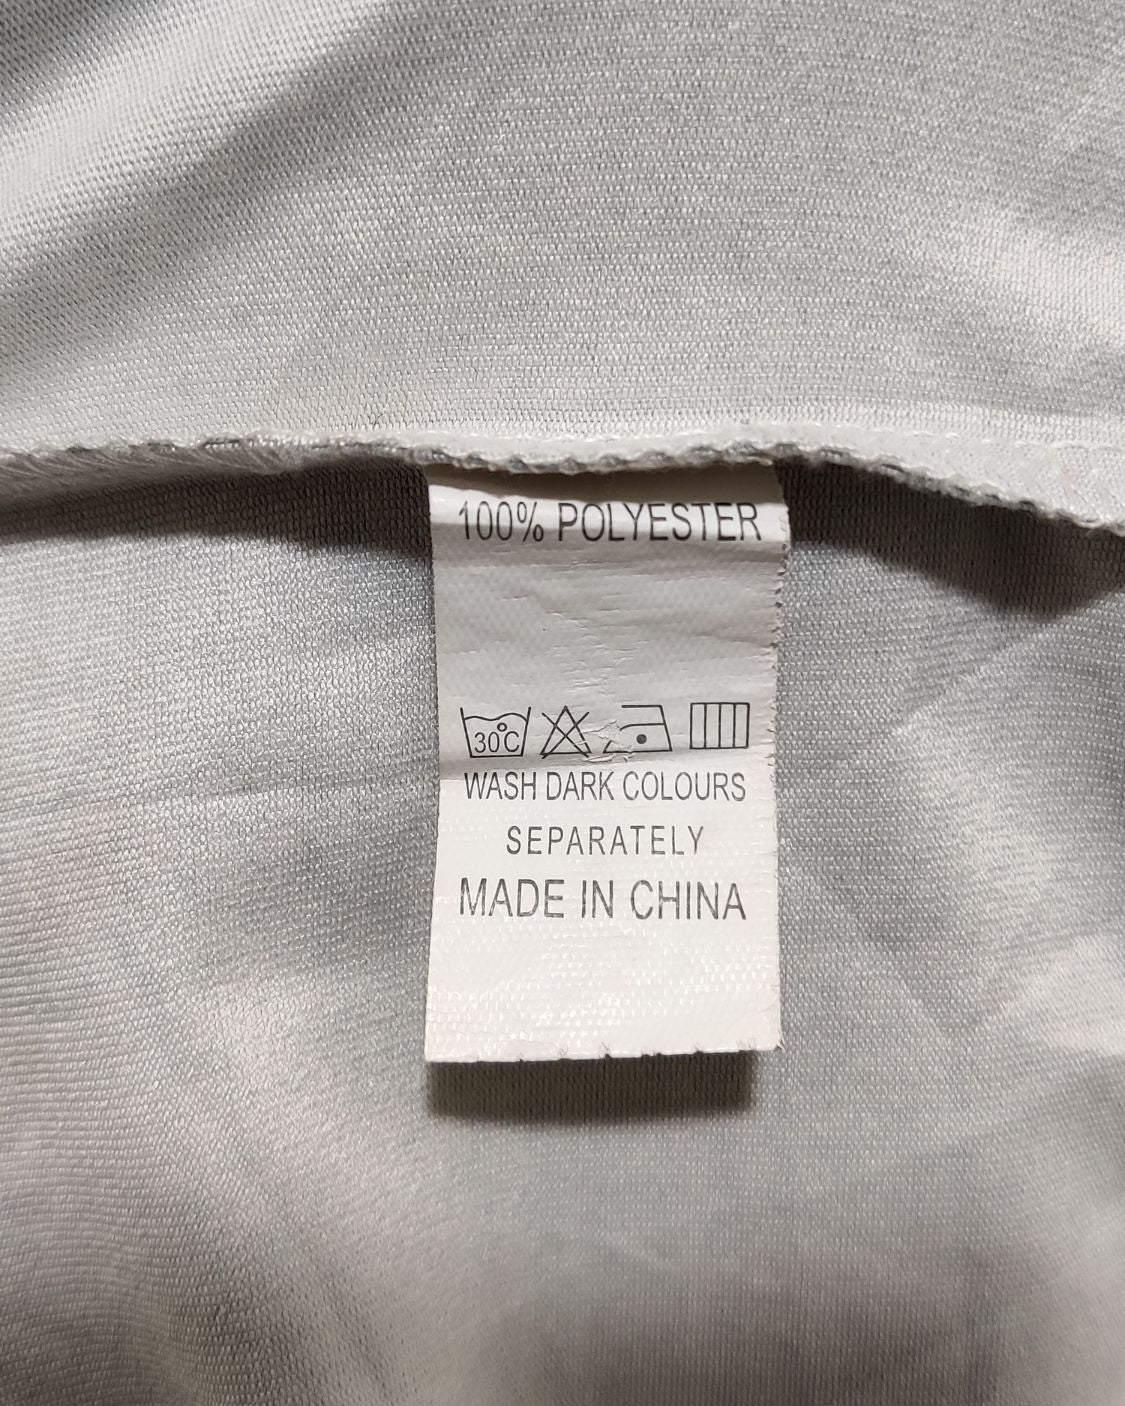 100% POLYESTER
30°C
WASH DARK COLOURS
SEPARATELY
MADE IN CHINA